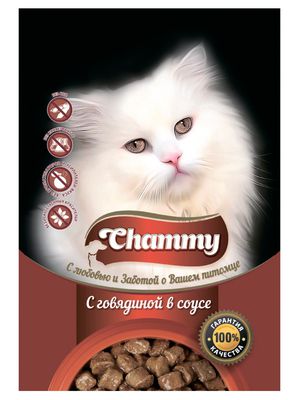 Chammy
С любовью и Заботой о Вашем питомце
С говядиной в соусе
ГАРАНТИЯ
100%
КАЧЕСТВА